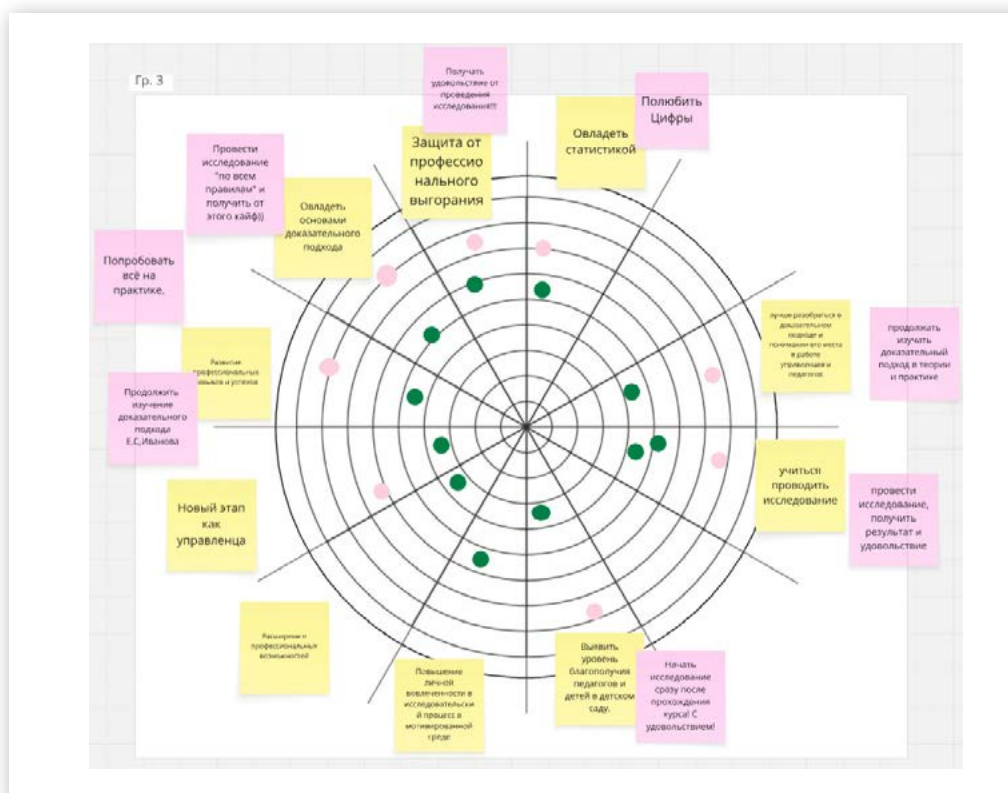 Гр. 3
Получать
удовольствие от
проведения
исследования!!!
Полюбить
Цифры
Овладеть
статистикой
Защита от
профессио
нального
выгорания
Провести
исследование
"по всем
правилам" и
получить от
этого кайф))
Овладеть
основами
доказательного
подхода
Попробовать
всё на
практике.
Развитие
профессиональных
навыков и успехов
Продолжить
изучение
доказательного
подхода
Е.С,Иванова
лучше разобраться в
доказательном
подходе и
понимании его места
в работе
управленцев и
педагогов
продолжать
изучать
доказательный
подход в теории
и практике
учиться
проводить
исследование
провести
исследование,
получить
результат и
удовольствие
Новый этап
как
управленца
Расширение
профессиональных
возможностей
Повышение
личной
вовлеченности в
исследовательски
й процесс в
мотивированной
среде
Выявить
уровень
благополучия
педагогов и
детей в детском
саду.
Начать
исследование
сразу после
прохождения
курса! С
удовольствием!